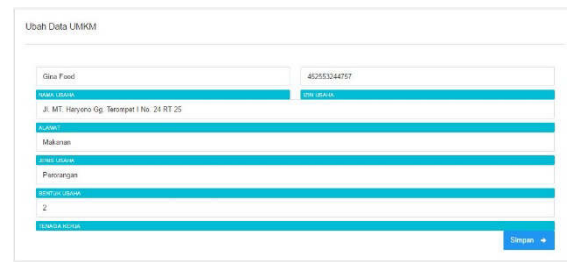 Ubah Data UMKM
Gina Food
452553244757
NAMA USAHA
IZIN USAHA
Jl. MT. Haryono Gg. Terompet I No. 24 RT 25
ALAMAT
Makanan
JENIS USAHA
Perorangan
BENTUK USAHA
2
TENAGA KERJA
Simpan